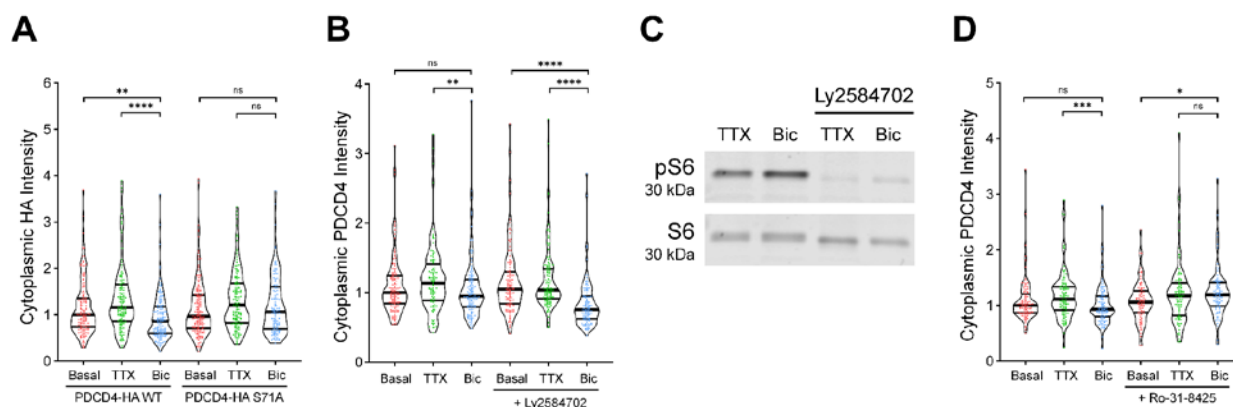 A
Cytoplasmic HA Intensity
6
5
4
3
2
1
0
**
****
ns
ns
Basal TTX Bic Basal TTX Bic
PDCD4-HA WT PDCD4-HA S71A
B
Cytoplasmic PDCD4 Intensity
4
3
2
1
0
ns
**
****
****
Basal TTX Bic Basal TTX Bic
+ Ly2584702
C
Ly2584702
TTX Bic TTX Bic
pS6
30 kDa
S6
30 kDa
D
Cytoplasmic PDCD4 Intensity
5
4
3
2
1
0
ns
***
*
ns
Basal TTX Bic Basal TTX Bic
+ Ro-31-8425